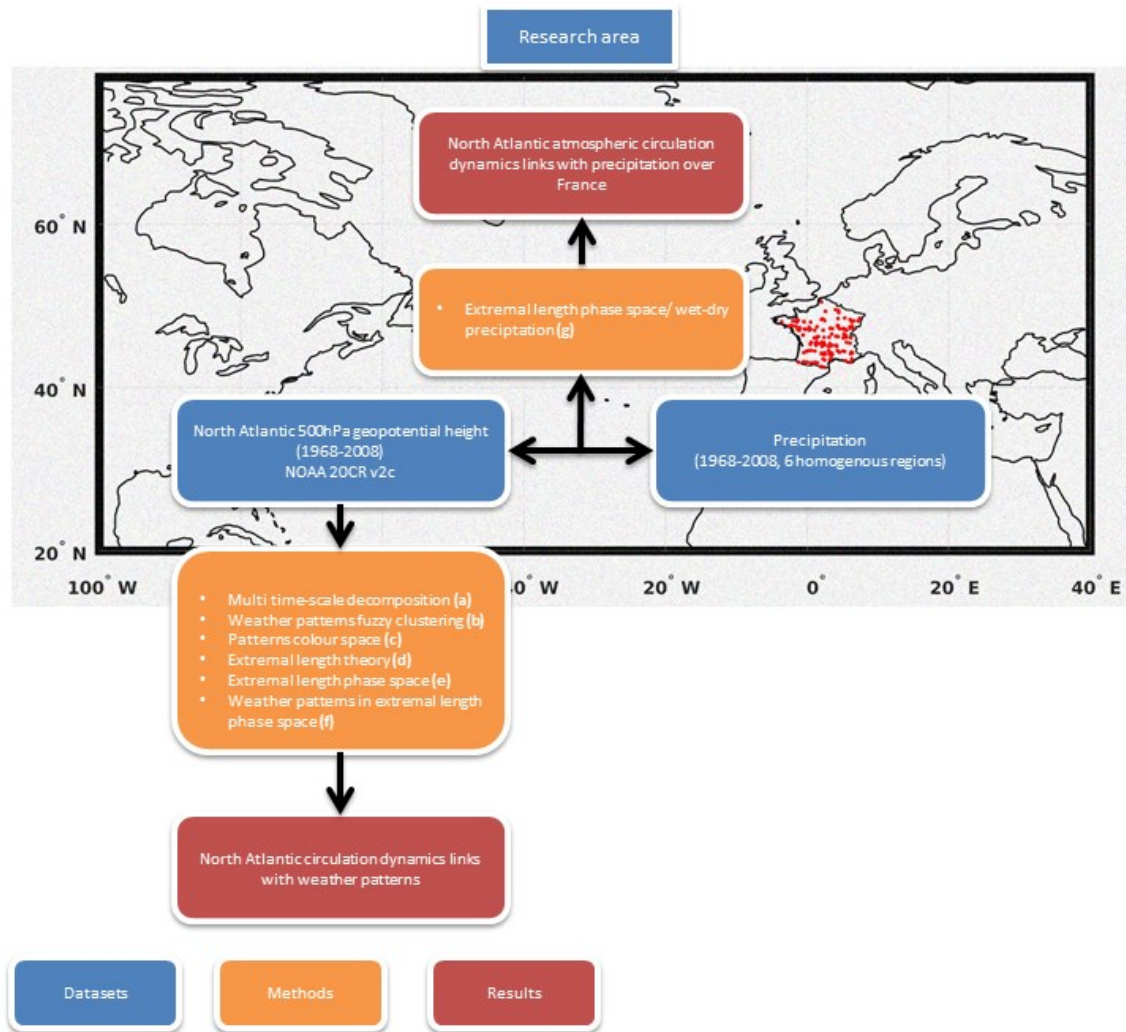 Research area
North Atlantic atmospheric circulation
dynamics links with precipitation over
France
60° N
• Extremal length phase space/ wet-dry
preciptation (g)
40° N
North Atlantic 500hPa geopotential height
(1968-2008)
NOAA 20CR v2c
Precipitation
(1968-2008, 6 homogenous regions)
20° N
100° W
40° W
20° W
0°
20° E
40° E
• Multi time-scale decomposition (a)
• Weather patterns fuzzy clustering (b)
• Patterns colour space (c)
• Extremal length theory (d)
• Extremal length phase space (e)
• Weather patterns in extremal length
phase space (f)
North Atlantic circulation dynamics links
with weather patterns
Datasets
Methods
Results